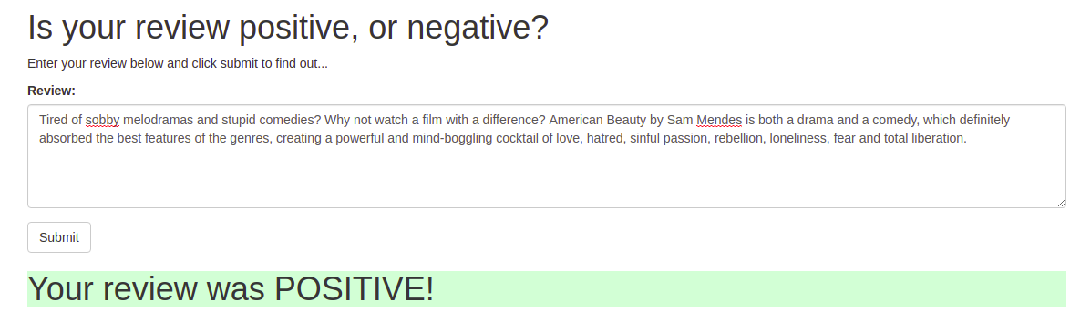 Is your review positive, or negative?
Enter your review below and click submit to find out...
Review:
Tired of sobby melodramas and stupid comedies? Why not watch a film with a difference? American Beauty by Sam Mendes is both a drama and a comedy, which definitely
absorbed the best features of the genres, creating a powerful and mind-boggling cocktail of love, hatred, sinful passion, rebellion, loneliness, fear and total liberation.
Submit
Your review was POSITIVE!